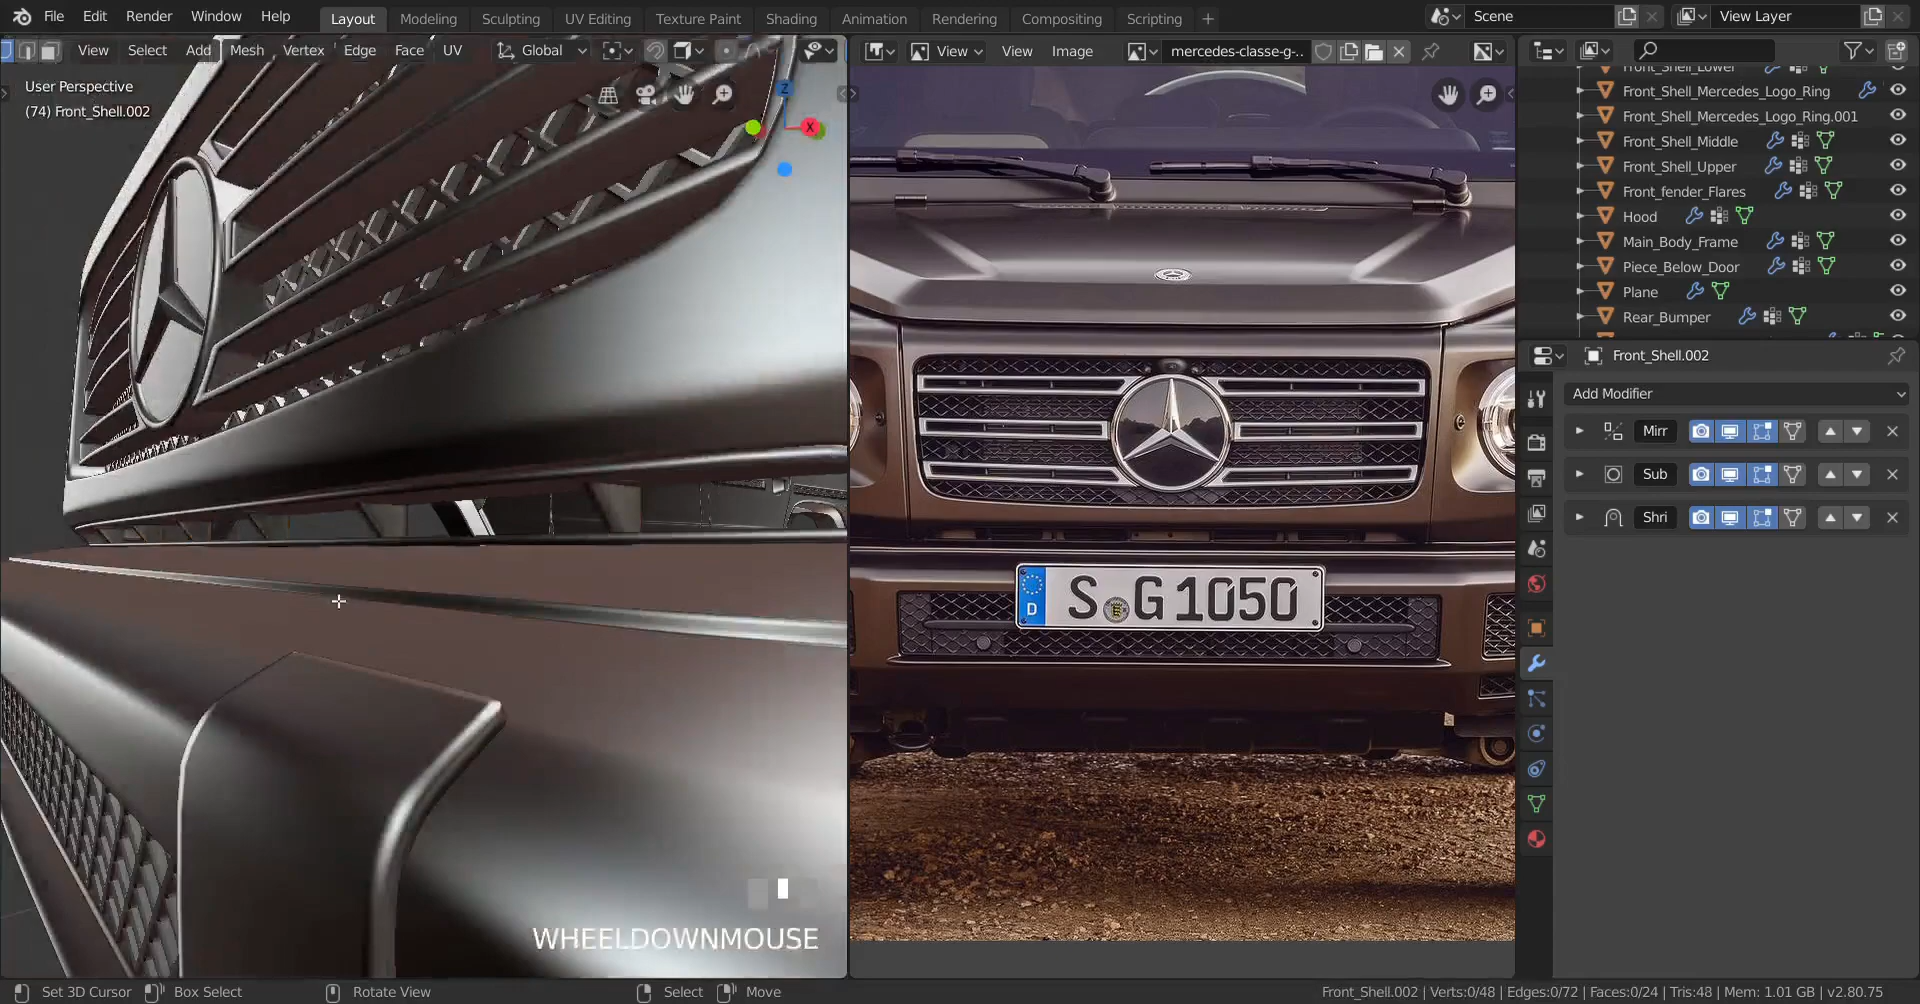 File Edit Render Window Help Layout Modeling Sculpting UV Editing Texture Paint Shading Animation Rendering Compositing Scripting + Scene View Layer
View Select Add Mesh Vertex Edge Face UV Global
View View Image mercedes-classe-g-..
User Perspective
(74) Front_Shell.002
Z
X
Front_Shell_Lower
Front_Shell_Mercedes_Logo_Ring
Front_Shell_Mercedes_Logo_Ring.001
Front_Shell_Middle
Front_Shell_Upper
Front_fender_Flares
Hood
Main_Body_Frame
Piece_Below_Door
Plane
Rear_Bumper
Front_Shell.002
Add Modifier
Mirr
Sub
Shri
D S G1050
WHEELDOWNMOUSE
Set 3D Cursor Box Select Rotate View Select Move Front_Shell.002 | Verts:0/48 | Edges:0/72 | Faces:0/24 | Tris:48 | Mem: 1.01 GB | v2.80.75